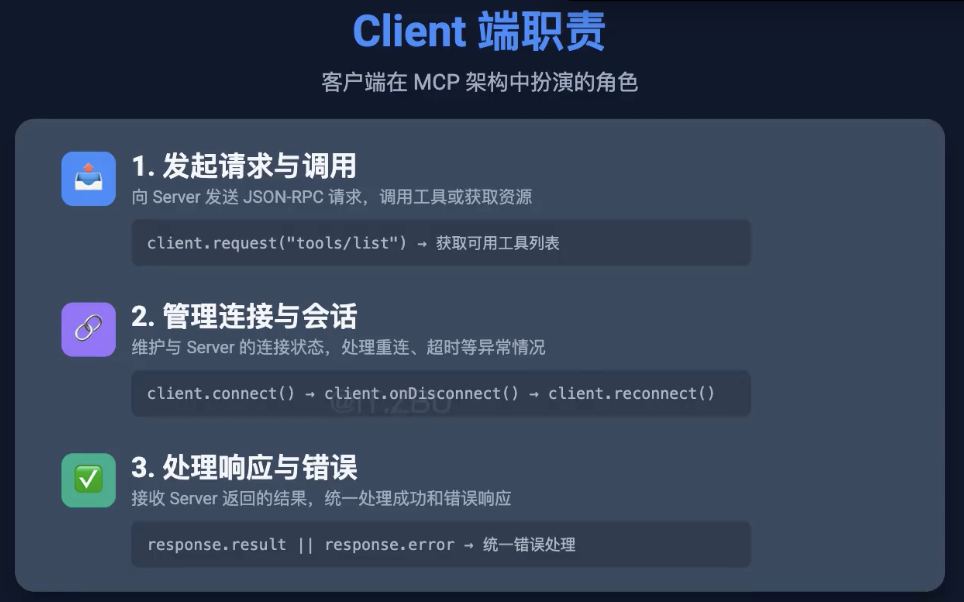 Client 端职责
客户端在 MCP 架构中扮演的角色
1. 发起请求与调用
向 Server 发送 JSON-RPC 请求，调用工具或获取资源
client.request("tools/list") → 获取可用工具列表
2. 管理连接与会话
维护与 Server 的连接状态，处理重连、超时等异常情况
client.connect() → client.onDisconnect() → client.reconnect()
3. 处理响应与错误
接收 Server 返回的结果，统一处理成功和错误响应
response.result || response.error → 统一错误处理